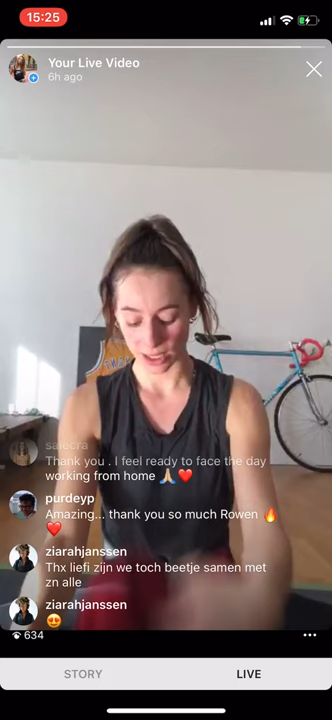 15:25
Your Live Video
6h ago
salecra
Thank you . I feel ready to face the day
working from home 🙏🏼❤️
purdeyp
Amazing... thank you so much Rowen 🔥
❤️
ziarahjanssen
Thx liefi zijn we toch beetje samen met
zn alle
ziarahjanssen
😍
634
STORY
LIVE